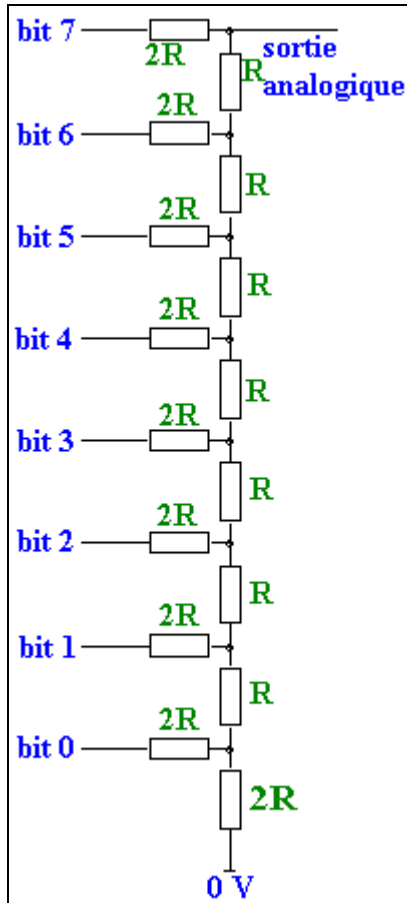 bit 7
2R
sortie
R analogique
2R
bit 6
R
2R
bit 5
R
2R
bit 4
R
2R
bit 3
R
2R
bit 2
R
2R
bit 1
R
2R
bit 0
2R
0 V